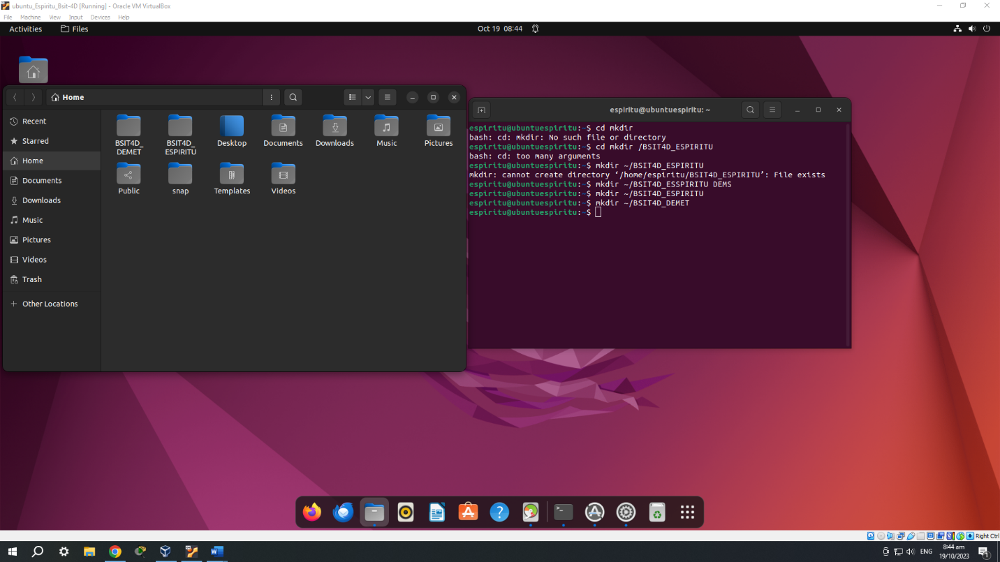 ubuntu_Espiritu_Bsit-4D [Running] - Oracle VM VirtualBox
File Machine View Input Devices Help
Activities Files Oct 19 08:44
Home
Recent
Starred
Home
Documents
Downloads
Music
Pictures
Videos
Trash
Other Locations
BSIT4D_
DEMET
BSIT4D_
ESPIRITU
Desktop
Documents
Downloads
Music
Pictures
Public
snap
Templates
Videos
espiritu@ubuntuespiritu: ~
espiritu@ubuntuespiritu:~$ cd mkdir
bash: cd: mkdir: No such file or directory
espiritu@ubuntuespiritu:~$ cd mkdir /BSIT4D_ESPIRITU
bash: cd: too many arguments
espiritu@ubuntuespiritu:~$ mkdir ~/BSIT4D_ESPIRITU
mkdir: cannot create directory ‘/home/espiritu/BSIT4D_ESPIRITU’: File exists
espiritu@ubuntuespiritu:~$ mkdir ~/BSIT4D_ESSPIRITU DEMS
espiritu@ubuntuespiritu:~$ mkdir ~/BSIT4D_ESPIRITU
espiritu@ubuntuespiritu:~$ mkdir ~/BSIT4D_DEMET
espiritu@ubuntuespiritu:~$
Right Ctrl
ENG
8:44 am
19/10/2023
1